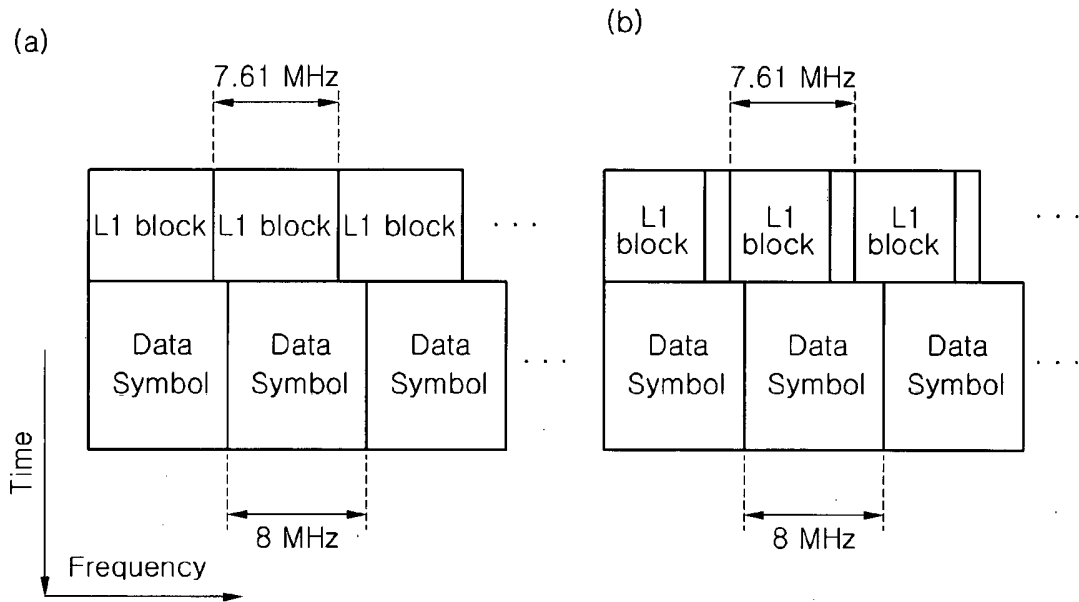 (a)
7.61 MHz
L1 block L1 block L1 block ...
Data Symbol Data Symbol Data Symbol ...
8 MHz
Time
Frequency
(b)
7.61 MHz
L1 block L1 block L1 block ...
Data Symbol Data Symbol Data Symbol ...
8 MHz